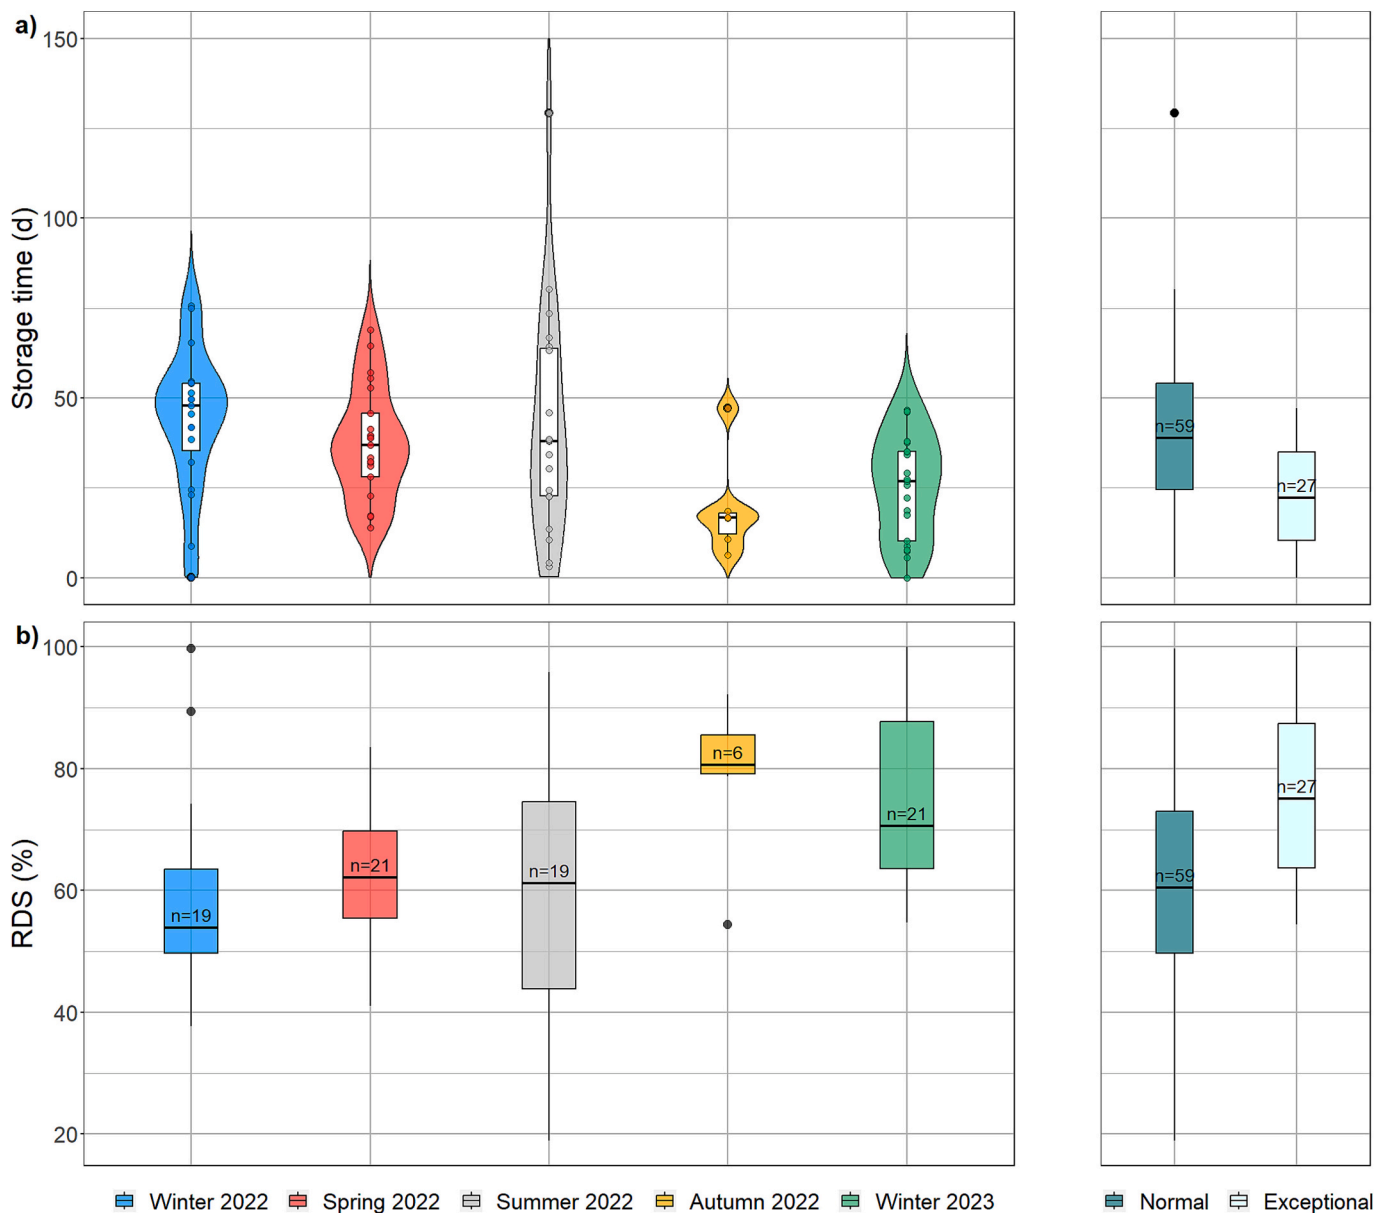 a)
Storage time (d)
150
100
50
0
n=59
n=27
b)
RDS (%)
100
80
60
40
20
n=19
n=21
n=19
n=6
n=21
n=59
n=27
Winter 2022 Spring 2022 Summer 2022 Autumn 2022 Winter 2023 Normal Exceptional